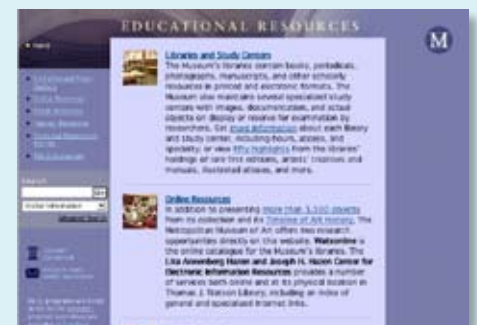 EDUCATIONAL RESOURCES
M
Libraries and Study Centers
The Museum's libraries contain books, periodicals,
photographs, manuscripts, and other scholarly
resources in printed and electronic formats. The
Museum also maintains several specialized study
centers with images, documentation, and actual
objects on display or reserve for examination by
researchers. Get more information about each library
and study center, including hours, access, and
specialty, or view fifty highlights from the libraries'
holdings of rare first editions, artists' treatises and
manuals, illustrated atlases, and more.
Search
Advanced Search
Online Resources
In addition to presenting more than 3,500 objects
from its collection and its Timeline of Art History, The
Metropolitan Museum of Art offers two research
opportunities directly on this website. Watsonline is
the online catalogue for the Museum's libraries. The
Lita Annenberg Hazen and Joseph H. Hazen Center for
Electronic Information Resources provides a number
of services both online and at its physical location in
Thomas J. Watson Library, including an index of
general and specialized Internet links.